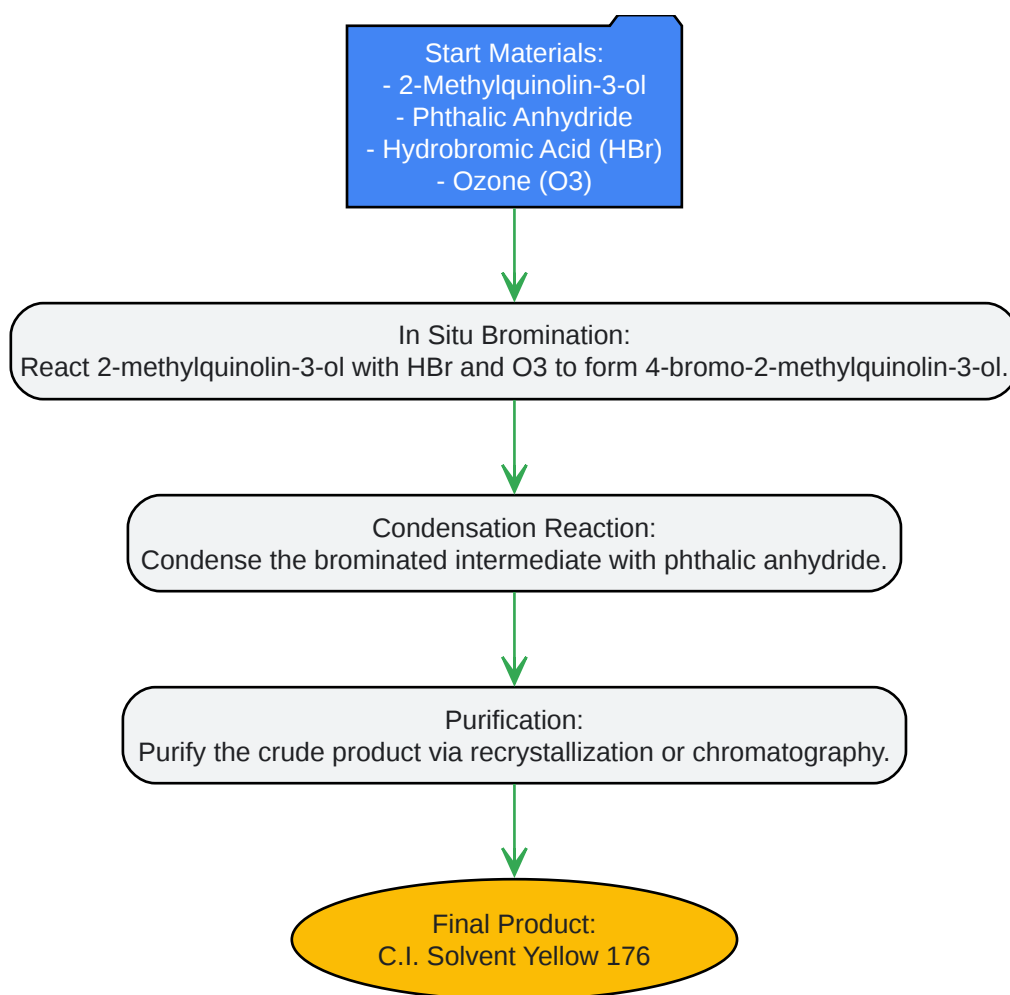 Start Materials:
- 2-Methylquinolin-3-ol
- Phthalic Anhydride
- Hydrobromic Acid (HBr)
- Ozone (O3)
In Situ Bromination:
React 2-methylquinolin-3-ol with HBr and O3 to form 4-bromo-2-methylquinolin-3-ol.
Condensation Reaction:
Condense the brominated intermediate with phthalic anhydride.
Purification:
Purify the crude product via recrystallization or chromatography.
Final Product:
C.I. Solvent Yellow 176